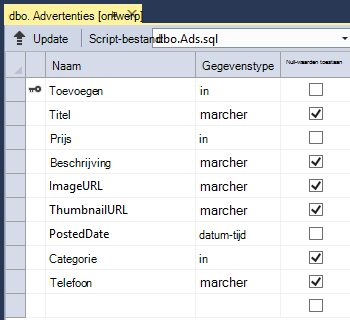 dbo. Advertenties [ontwerp]
Update Script-bestand: dbo.Ads.sql
Naam Gegevenstype Null-waarden toestaan
Toevoegen in
Titel marcher
Prijs in
Beschrijving marcher
ImageURL marcher
ThumbnailURL marcher
PostedDate datum-tijd
Categorie in
Telefoon marcher